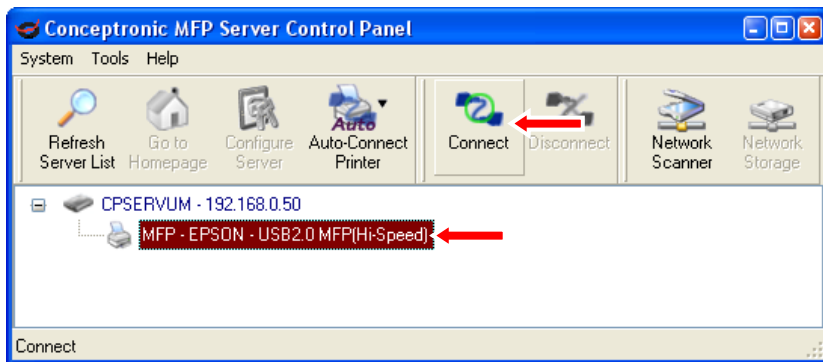 Conceptronic MFP Server Control Panel
System Tools Help
Refresh Server List
Go to Homepage
Configure Server
Auto
Auto-Connect Printer
Connect
Disconnect
Network Scanner
Network Storage
CPSERVUM - 192.168.0.50
MFP - EPSON - USB2.0 MFP(Hi-Speed)
Connect